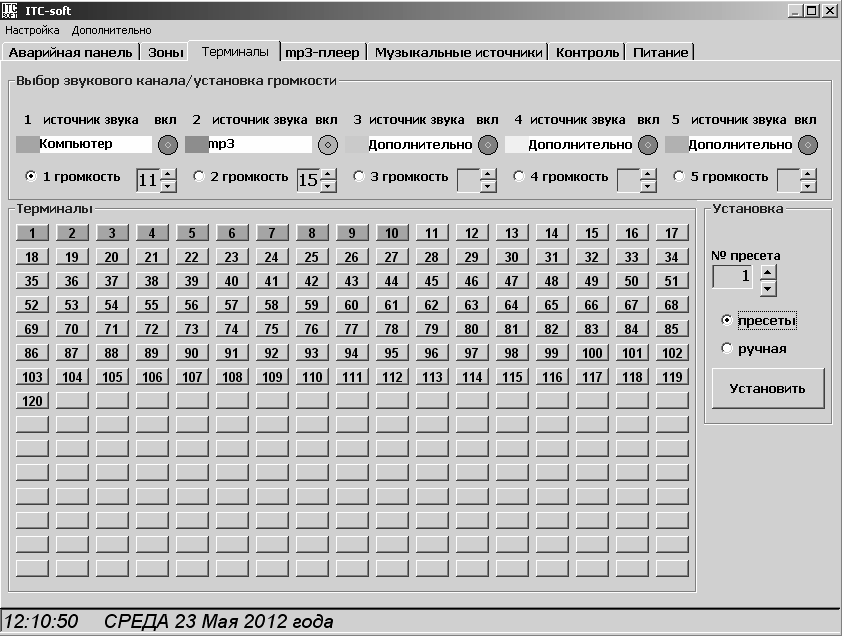 ITC SOFT ITC-soft
Настройка Дополнительно
Аварийная панель Зоны Терминалы mp3-плеер Музыкальные источники Контроль Питание
Выбор звукового канала/установка громкости
1 источник звука вкл 2 источник звука вкл 3 источник звука вкл 4 источник звука вкл 5 источник звука вкл
Компьютер mp3 Дополнительно Дополнительно Дополнительно
1 громкость 11 2 громкость 15 3 громкость 4 громкость 5 громкость
Терминалы Установка
1 2 3 4 5 6 7 8 9 10 11 12 13 14 15 16 17
18 19 20 21 22 23 24 25 26 27 28 29 30 31 32 33 34
№ пресета
35 36 37 38 39 40 41 42 43 44 45 46 47 48 49 50 51
1
52 53 54 55 56 57 58 59 60 61 62 63 64 65 66 67 68
пресеты
69 70 71 72 73 74 75 76 77 78 79 80 81 82 83 84 85
ручная
86 87 88 89 90 91 92 93 94 95 96 97 98 99 100 101 102
103 104 105 106 107 108 109 110 111 112 113 114 115 116 117 118 119
Установить
120
12:10:50 СРЕДА 23 Мая 2012 года